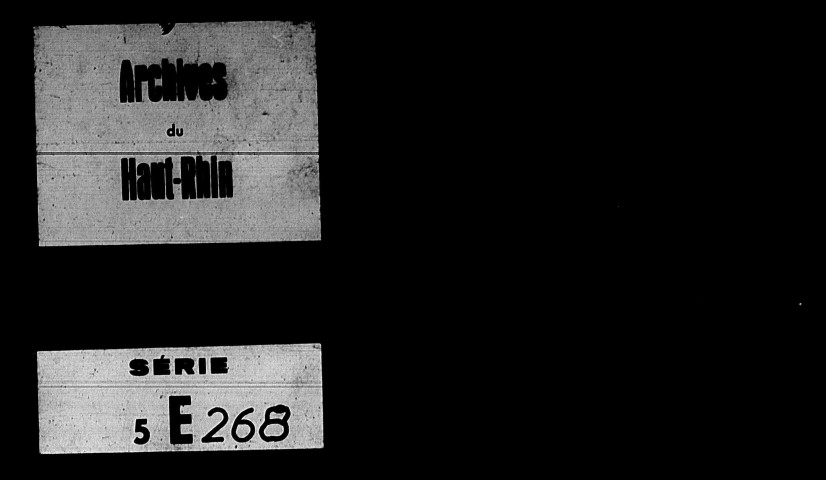 Archives
du
Haut-Rhin
SÉRIE
5 E 268